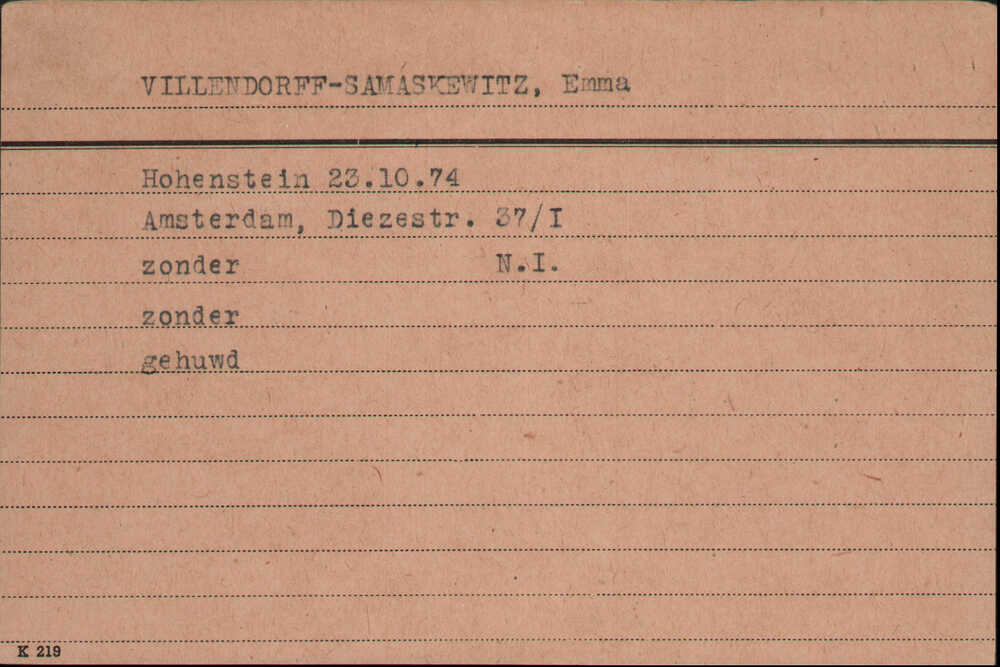 VILLENDORFF-SAMASKEWITZ, Emma
Hohenstein 23.10.74
Amsterdam, Diezestr. 37/I
zonder N.I.
zonder
gehuwd
K 219